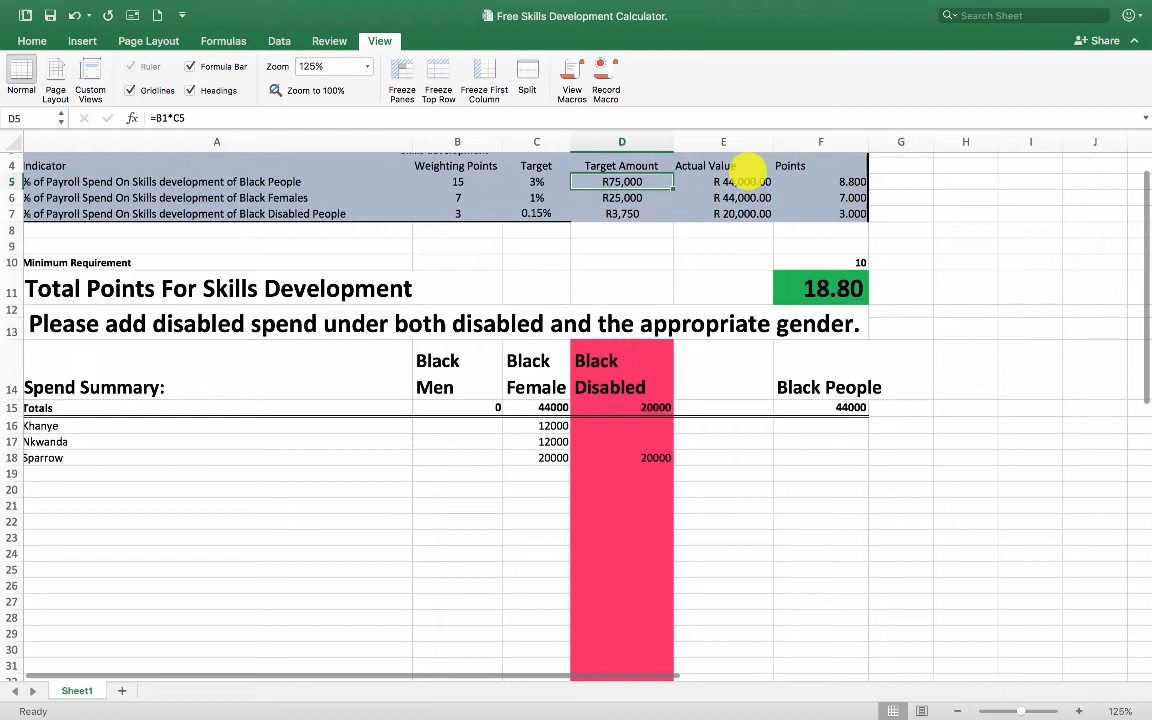 Free Skills Development Calculator.
Search Sheet
Home Insert Page Layout Formulas Data Review View
Share
Normal Page Layout Custom Views
Ruler Formula Bar Zoom 125%
Gridlines Headings Zoom to 100%
Freeze Panes Freeze Top Row Freeze First Column Split View Macros Record Macro
D5 fx =B1*C5
A B C D E F G H I J
4 Indicator Weighting Points Target Target Amount Actual Value Points
5 % of Payroll Spend On Skills development of Black People 15 3% R75,000 R 44,000.00 8.800
6 % of Payroll Spend On Skills development of Black Females 7 1% R25,000 R 44,000.00 7.000
7 % of Payroll Spend On Skills development of Black Disabled People 3 0.15% R3,750 R 20,000.00 3.000
8
9
10 Minimum Requirement 10
11 Total Points For Skills Development 18.80
12
13 Please add disabled spend under both disabled and the appropriate gender.
14 Spend Summary: Black Men Black Female Black Disabled Black People
15 Totals 0 44000 20000 44000
16 Khanye 12000
17 Nkwanda 12000
18 Sparrow 20000 20000
19
20
21
22
23
24
25
26
27
28
29
30
31
Sheet1
Ready 125%